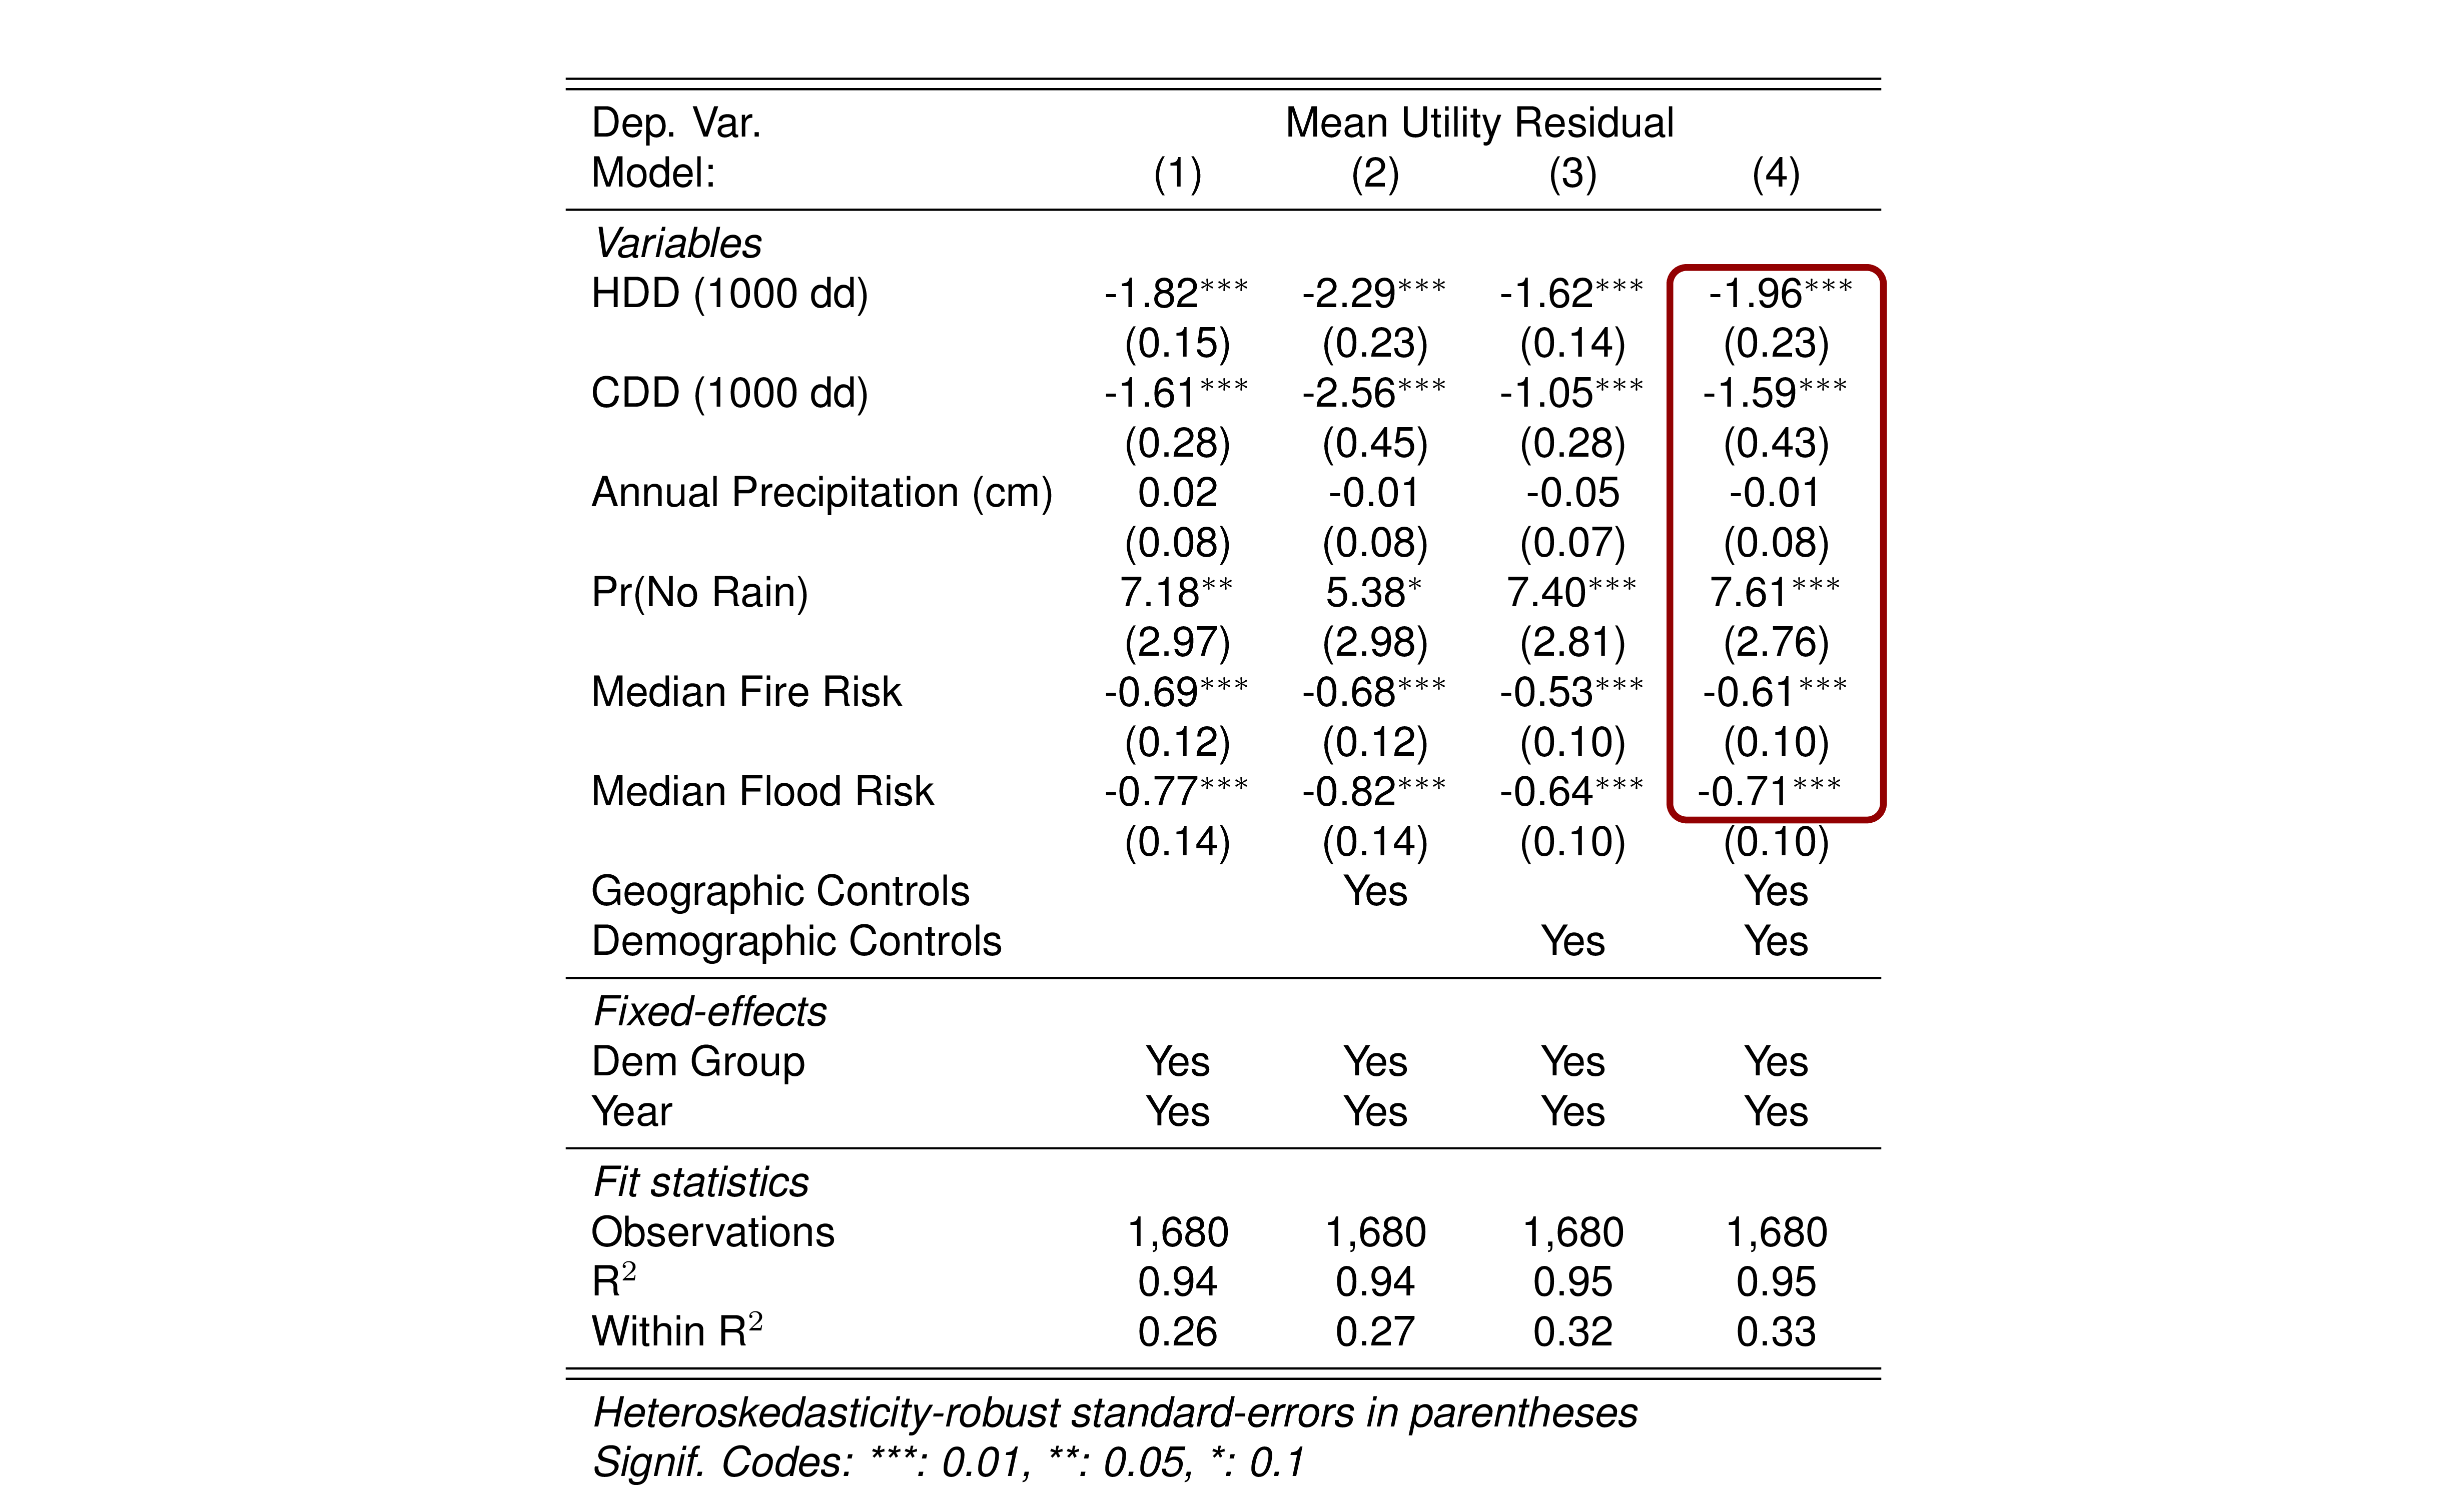 Dep. Var. Mean Utility Residual
Model: (1) (2) (3) (4)
Variables
HDD (1000 dd) -1.82*** -2.29*** -1.62*** -1.96***
(0.15) (0.23) (0.14) (0.23)
CDD (1000 dd) -1.61*** -2.56*** -1.05*** -1.59***
(0.28) (0.45) (0.28) (0.43)
Annual Precipitation (cm) 0.02 -0.01 -0.05 -0.01
(0.08) (0.08) (0.07) (0.08)
Pr(No Rain) 7.18** 5.38* 7.40*** 7.61***
(2.97) (2.98) (2.81) (2.76)
Median Fire Risk -0.69*** -0.68*** -0.53*** -0.61***
(0.12) (0.12) (0.10) (0.10)
Median Flood Risk -0.77*** -0.82*** -0.64*** -0.71***
(0.14) (0.14) (0.10) (0.10)
Geographic Controls Yes Yes
Demographic Controls Yes Yes
Fixed-effects
Dem Group Yes Yes Yes Yes
Year Yes Yes Yes Yes
Fit statistics
Observations 1,680 1,680 1,680 1,680
R² 0.94 0.94 0.95 0.95
Within R² 0.26 0.27 0.32 0.33
Heteroskedasticity-robust standard-errors in parentheses
Signif. Codes: ***: 0.01, **: 0.05, *: 0.1